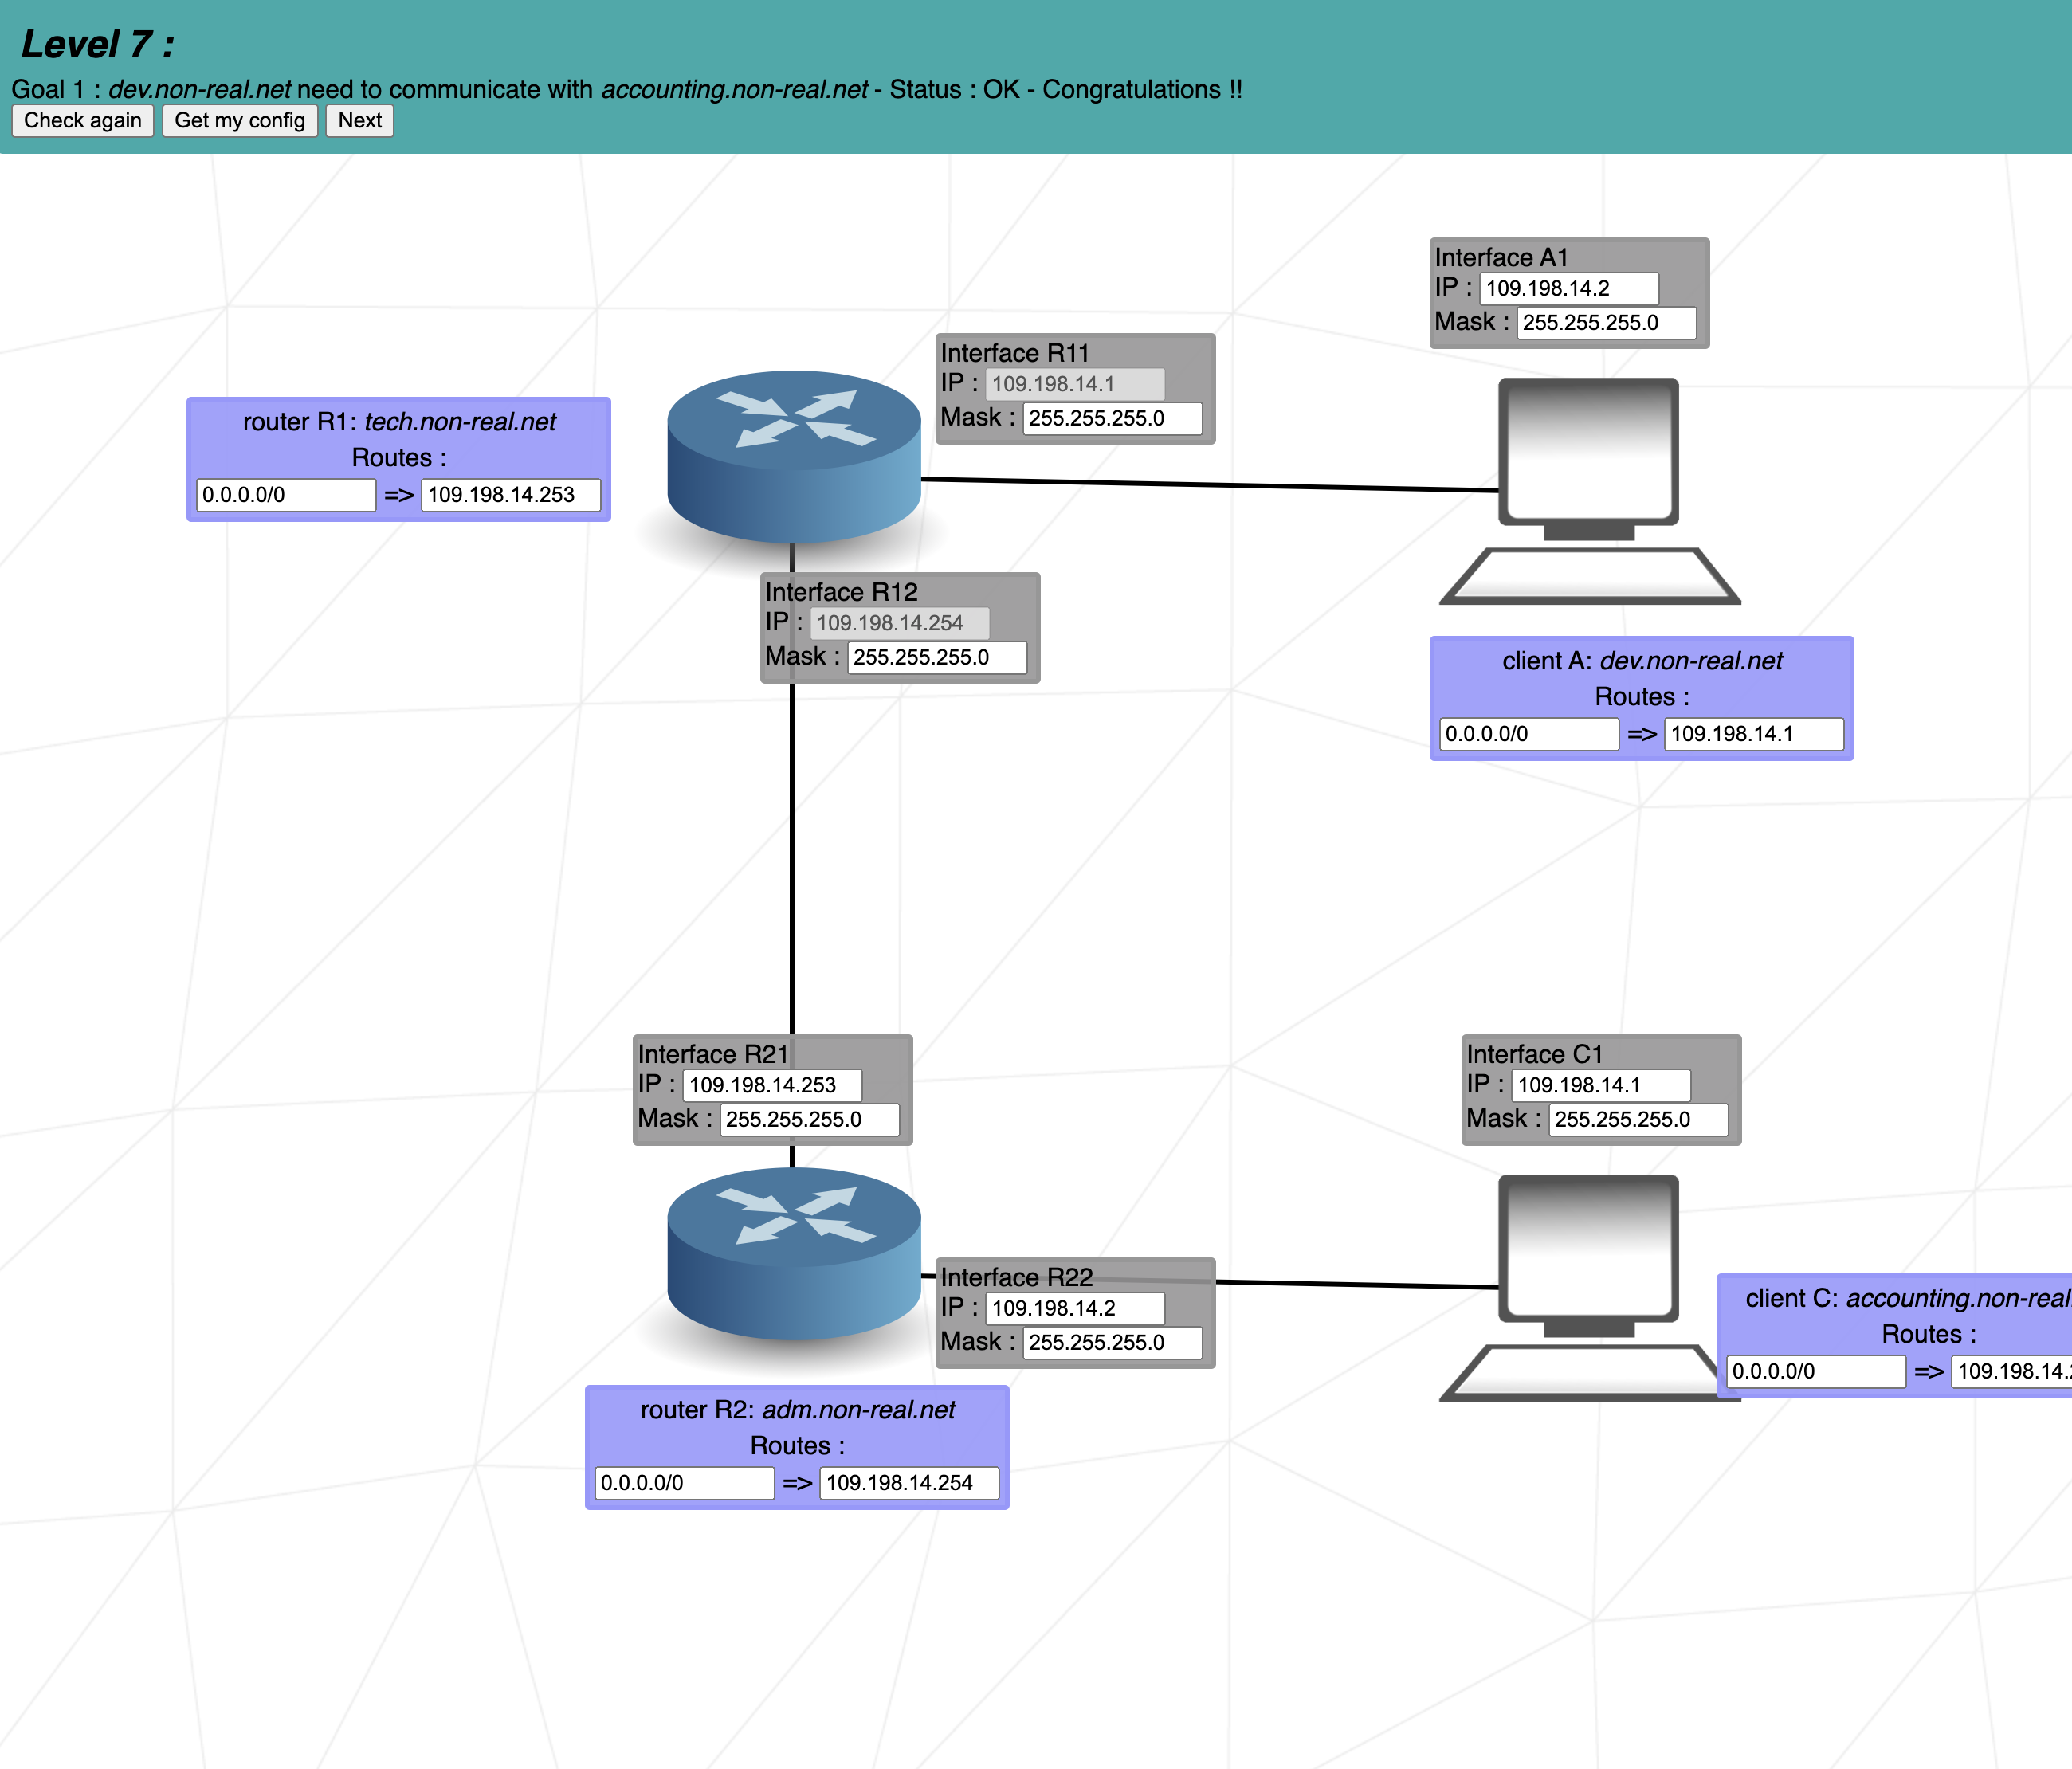 Level 7 :
Goal 1 : dev.non-real.net need to communicate with accounting.non-real.net - Status : OK - Congratulations !!
Check again Get my config Next
Interface A1
IP : 109.198.14.2
Mask : 255.255.255.0
Interface R11
IP : 109.198.14.1
Mask : 255.255.255.0
router R1: tech.non-real.net
Routes :
0.0.0.0/0 => 109.198.14.253
Interface R12
IP : 109.198.14.254
Mask : 255.255.255.0
client A: dev.non-real.net
Routes :
0.0.0.0/0 => 109.198.14.1
Interface R21
IP : 109.198.14.253
Mask : 255.255.255.0
Interface C1
IP : 109.198.14.1
Mask : 255.255.255.0
Interface R22
IP : 109.198.14.2
Mask : 255.255.255.0
client C: accounting.non-real.
Routes :
0.0.0.0/0 => 109.198.14.
router R2: adm.non-real.net
Routes :
0.0.0.0/0 => 109.198.14.254